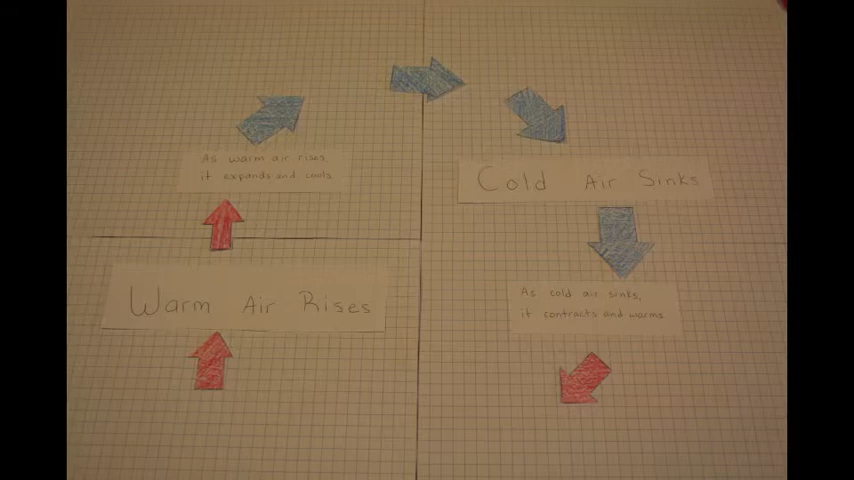 As warm air rises,
it expands and cools
Warm Air Rises
Cold Air Sinks
As cold air sinks,
it contracts and warms